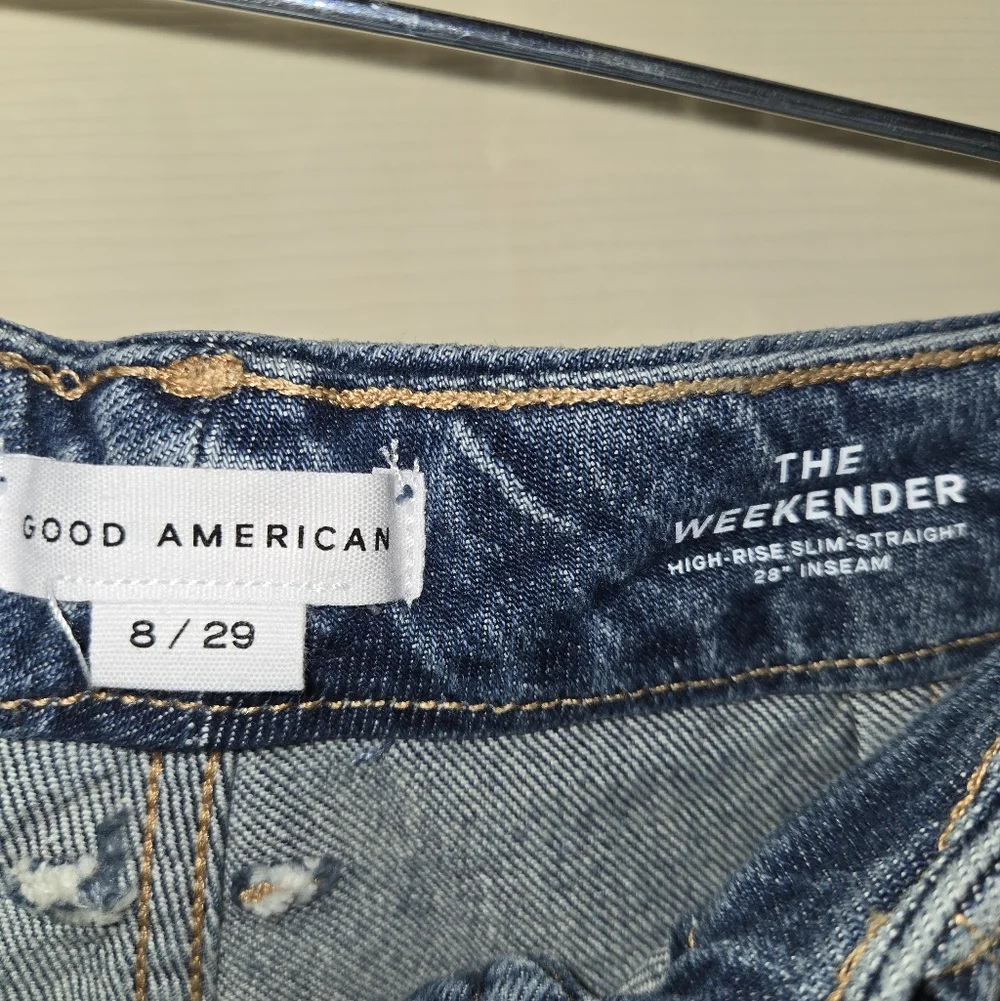 GOOD AMERICAN
8 / 29
THE
WEEKENDER
HIGH-RISE SLIM-STRAIGHT
28" INSEAM